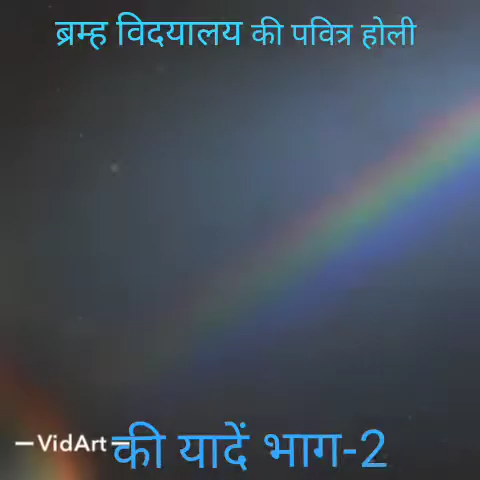 ब्रम्ह विदयालय की पवित्र होली
की यादें भाग-2
—VidArt—